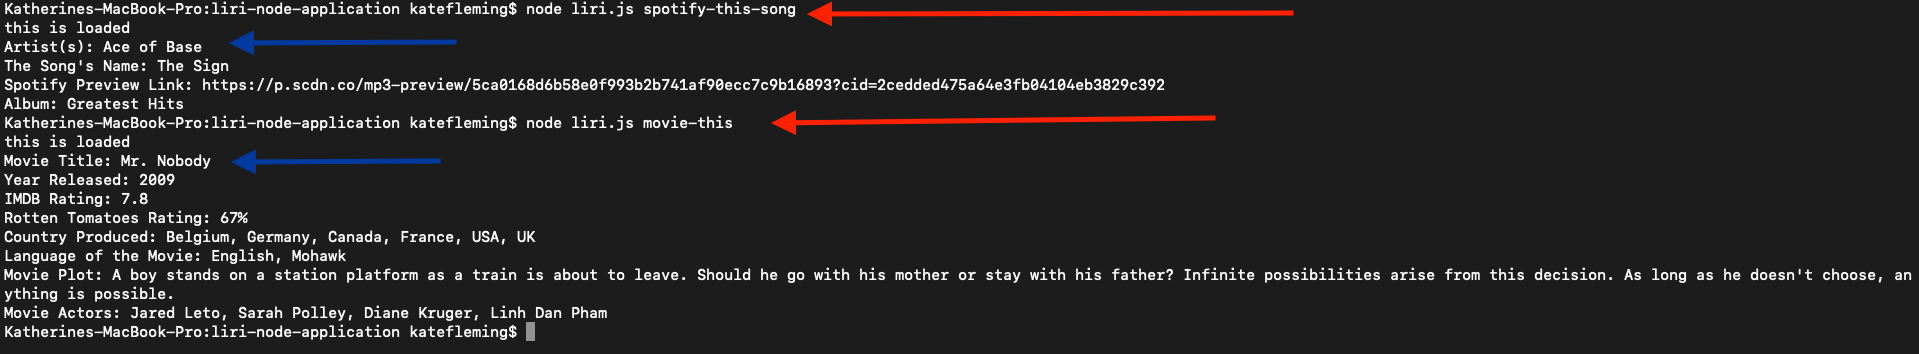 Katherines-MacBook-Pro:liri-node-application katefleming$ node liri.js spotify-this-song
this is loaded
Artist(s): Ace of Base
The Song's Name: The Sign
Spotify Preview Link: https://p.scdn.co/mp3-preview/5ca0168d6b58e0f993b2b741af90ecc7c9b16893?cid=2cedded475a64e3fb04104eb3829c392
Album: Greatest Hits
Katherines-MacBook-Pro:liri-node-application katefleming$ node liri.js movie-this
this is loaded
Movie Title: Mr. Nobody
Year Released: 2009
IMDB Rating: 7.8
Rotten Tomatoes Rating: 67%
Country Produced: Belgium, Germany, Canada, France, USA, UK
Language of the Movie: English, Mohawk
Movie Plot: A boy stands on a station platform as a train is about to leave. Should he go with his mother or stay with his father? Infinite possibilities arise from this decision. As long as he doesn't choose, an
ything is possible.
Movie Actors: Jared Leto, Sarah Polley, Diane Kruger, Linh Dan Pham
Katherines-MacBook-Pro:liri-node-application katefleming$